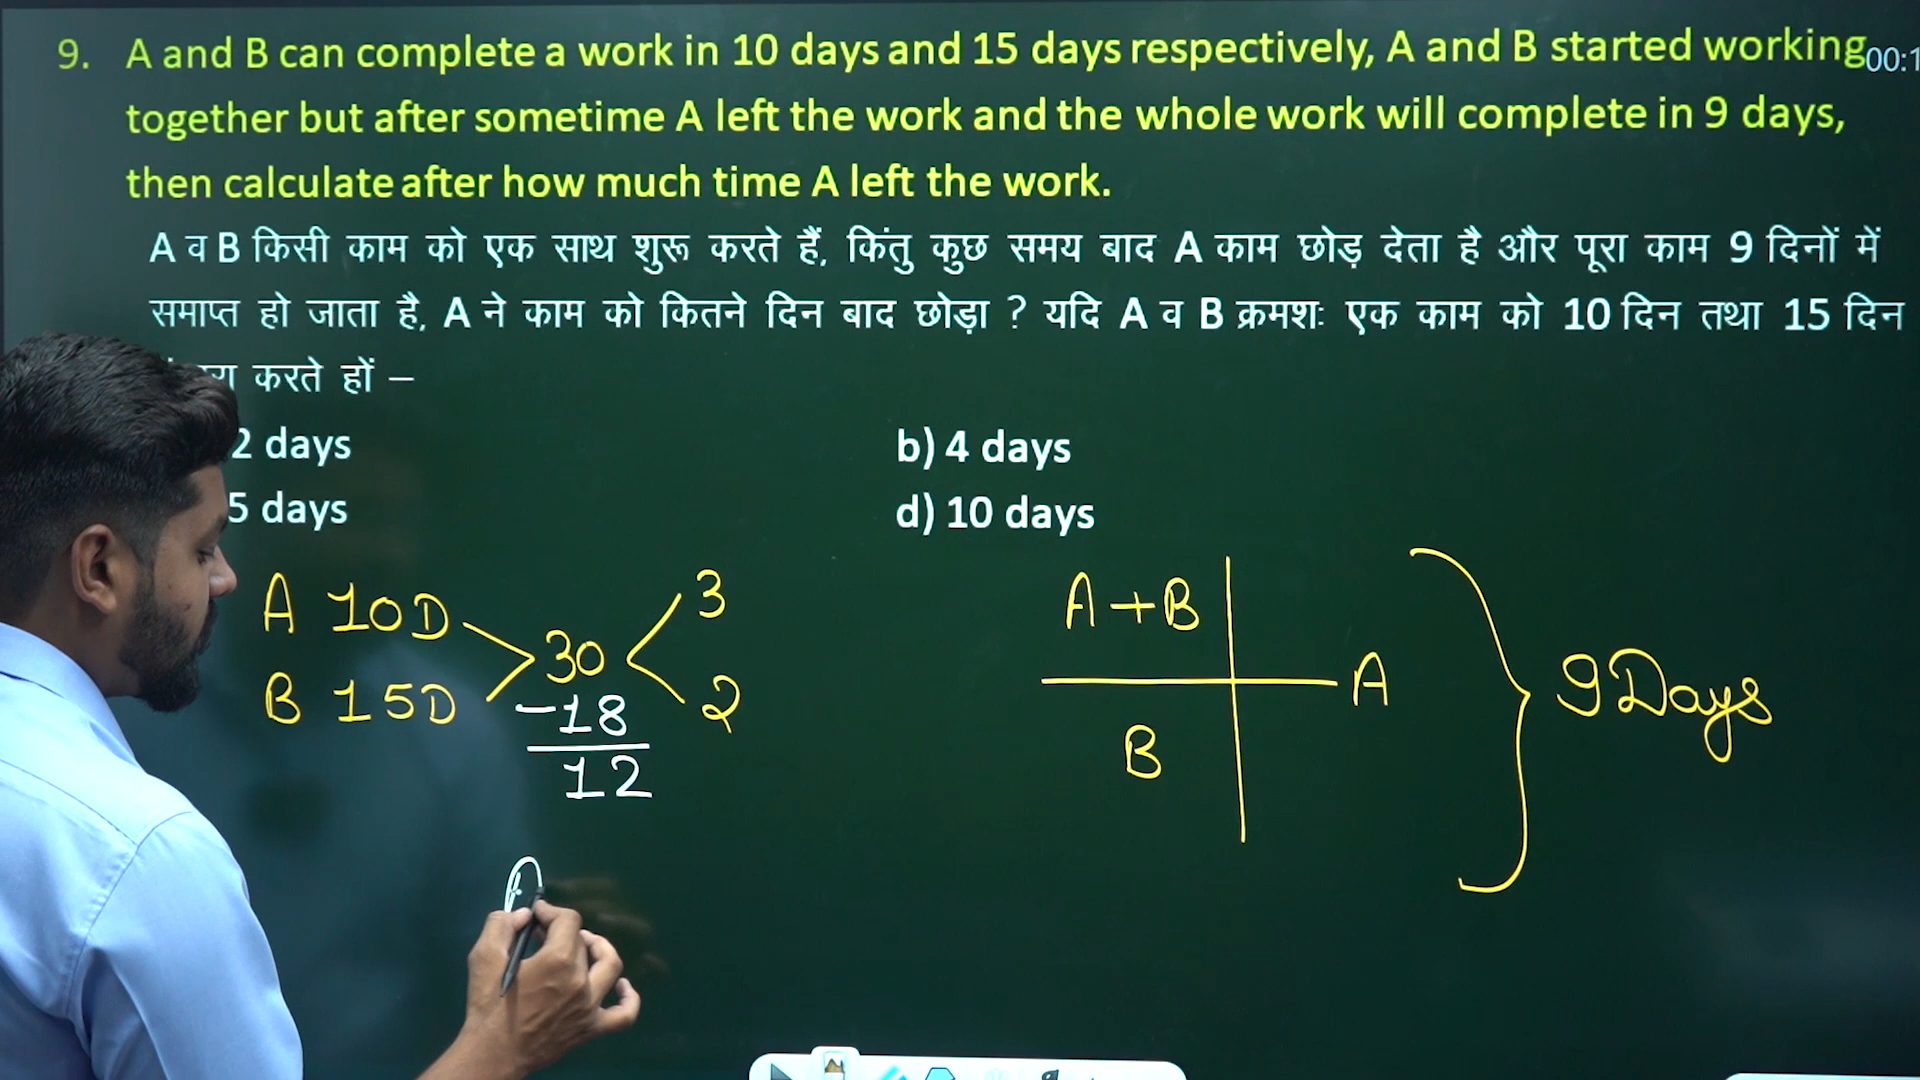 9. A and B can complete a work in 10 days and 15 days respectively, A and B started working
00:1
together but after sometime A left the work and the whole work will complete in 9 days,
then calculate after how much time A left the work.
A व B किसी काम को एक साथ शुरू करते हैं, किंतु कुछ समय बाद A काम छोड़ देता है और पूरा काम 9 दिनों में
समाप्त हो जाता है, A ने काम को कितने दिन बाद छोड़ा ? यदि A व B क्रमशः एक काम को 10 दिन तथा 15 दिन
करते हों –
2 days b) 4 days
5 days d) 10 days
A 10D
B 15D
30
3
2
-18
12
A+B
A
B
9 Days